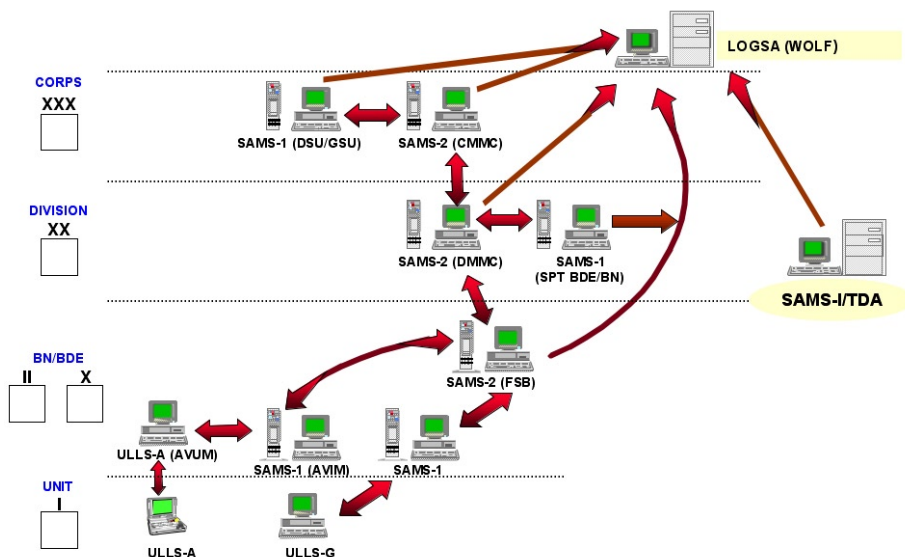 LOGSA (WOLF)
CORPS
XXX
SAMS-1 (DSU/GSU)
SAMS-2 (CMMC)
DIVISION
XX
SAMS-2 (DMMC)
SAMS-1
(SPT BDE/BN)
SAMS-I/TDA
BN/BDE
II
X
SAMS-2 (FSB)
ULLS-A (AVUM)
SAMS-1 (AVIM)
SAMS-1
UNIT
I
ULLS-A
ULLS-G